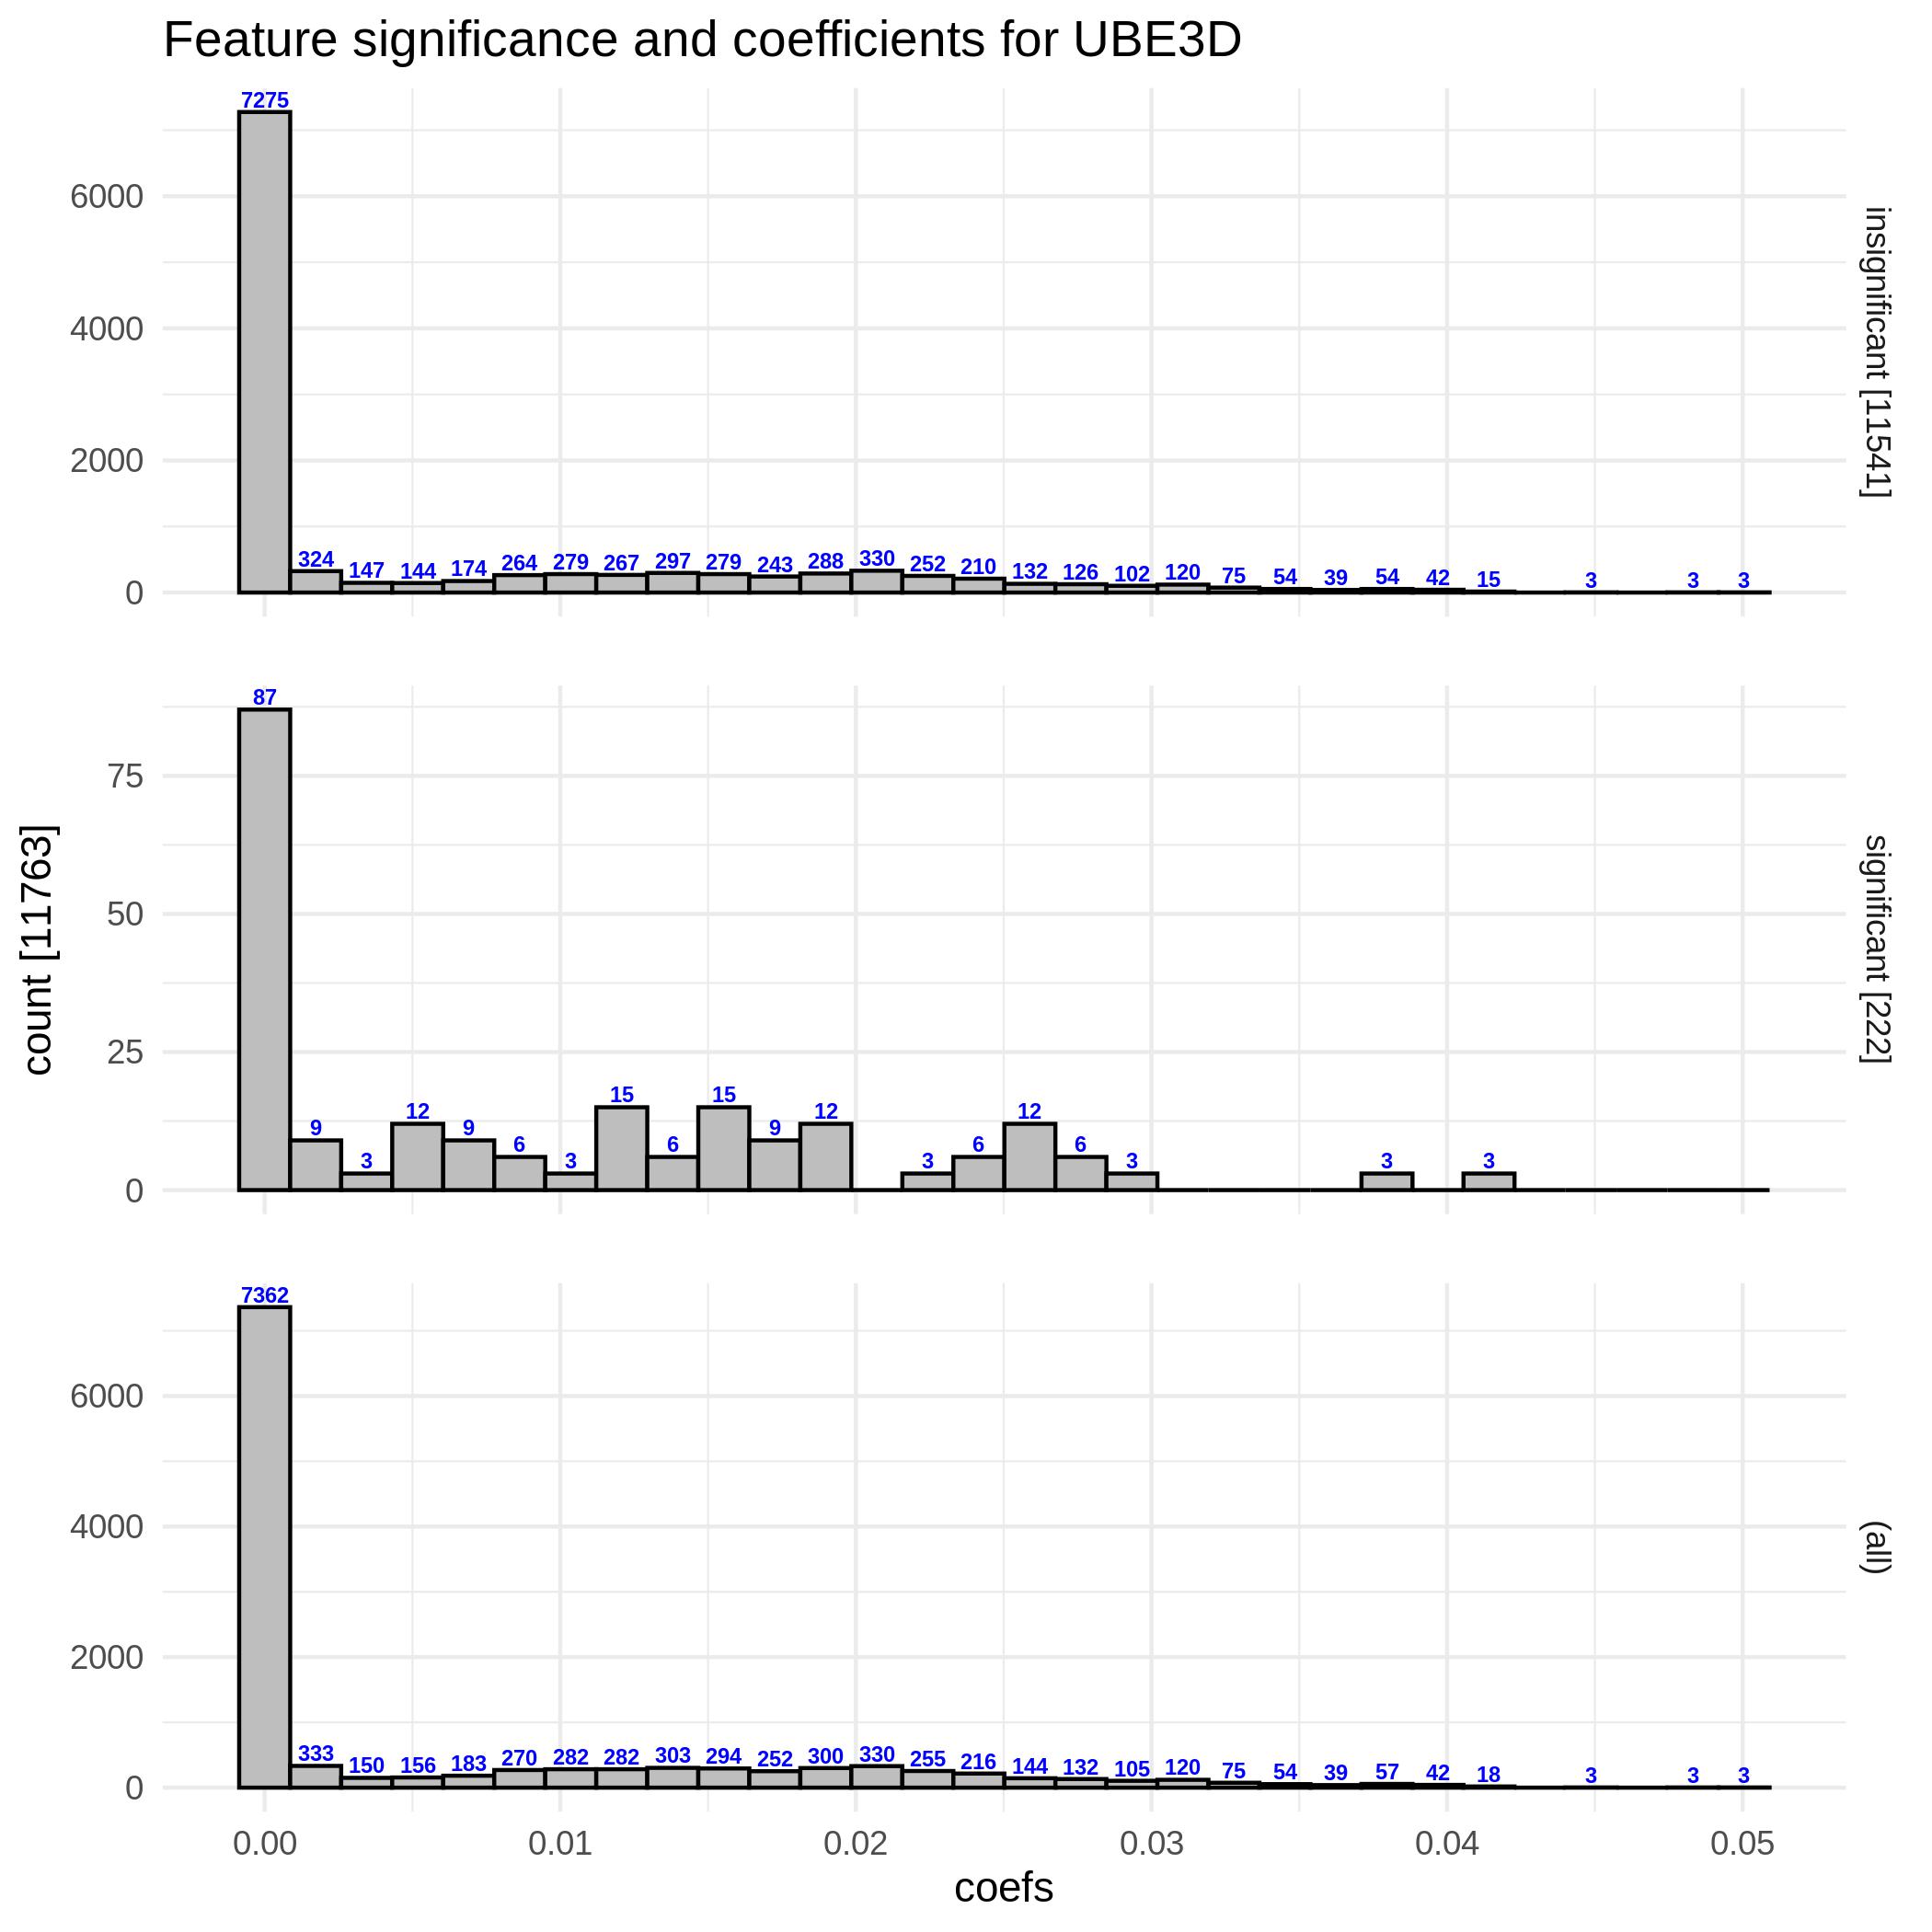 Feature significance and coefficients for UBE3D
7275
324 147 144 174 264 279 267 297 279 243 288 330 252 210 132 126 102 120 75 54 39 54 42 15 3 3 3
6000
4000
2000
0
insignificant [11541]
87
9 3 12 9 6 3 15 6 15 9 12 3 6 12 6 3 3 3
75
50
25
0
significant [222]
count [11763]
7362
333 150 156 183 270 282 282 303 294 252 300 330 255 216 144 132 105 120 75 54 39 57 42 18 3 3 3
6000
4000
2000
0
(all)
0.00 0.01 0.02 0.03 0.04 0.05
coefs